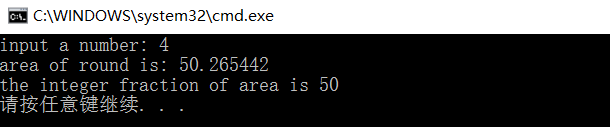 C:\WINDOWS\system32\cmd.exe
input a number: 4
area of round is: 50.265442
the integer fraction of area is 50
请按任意键继续. . .